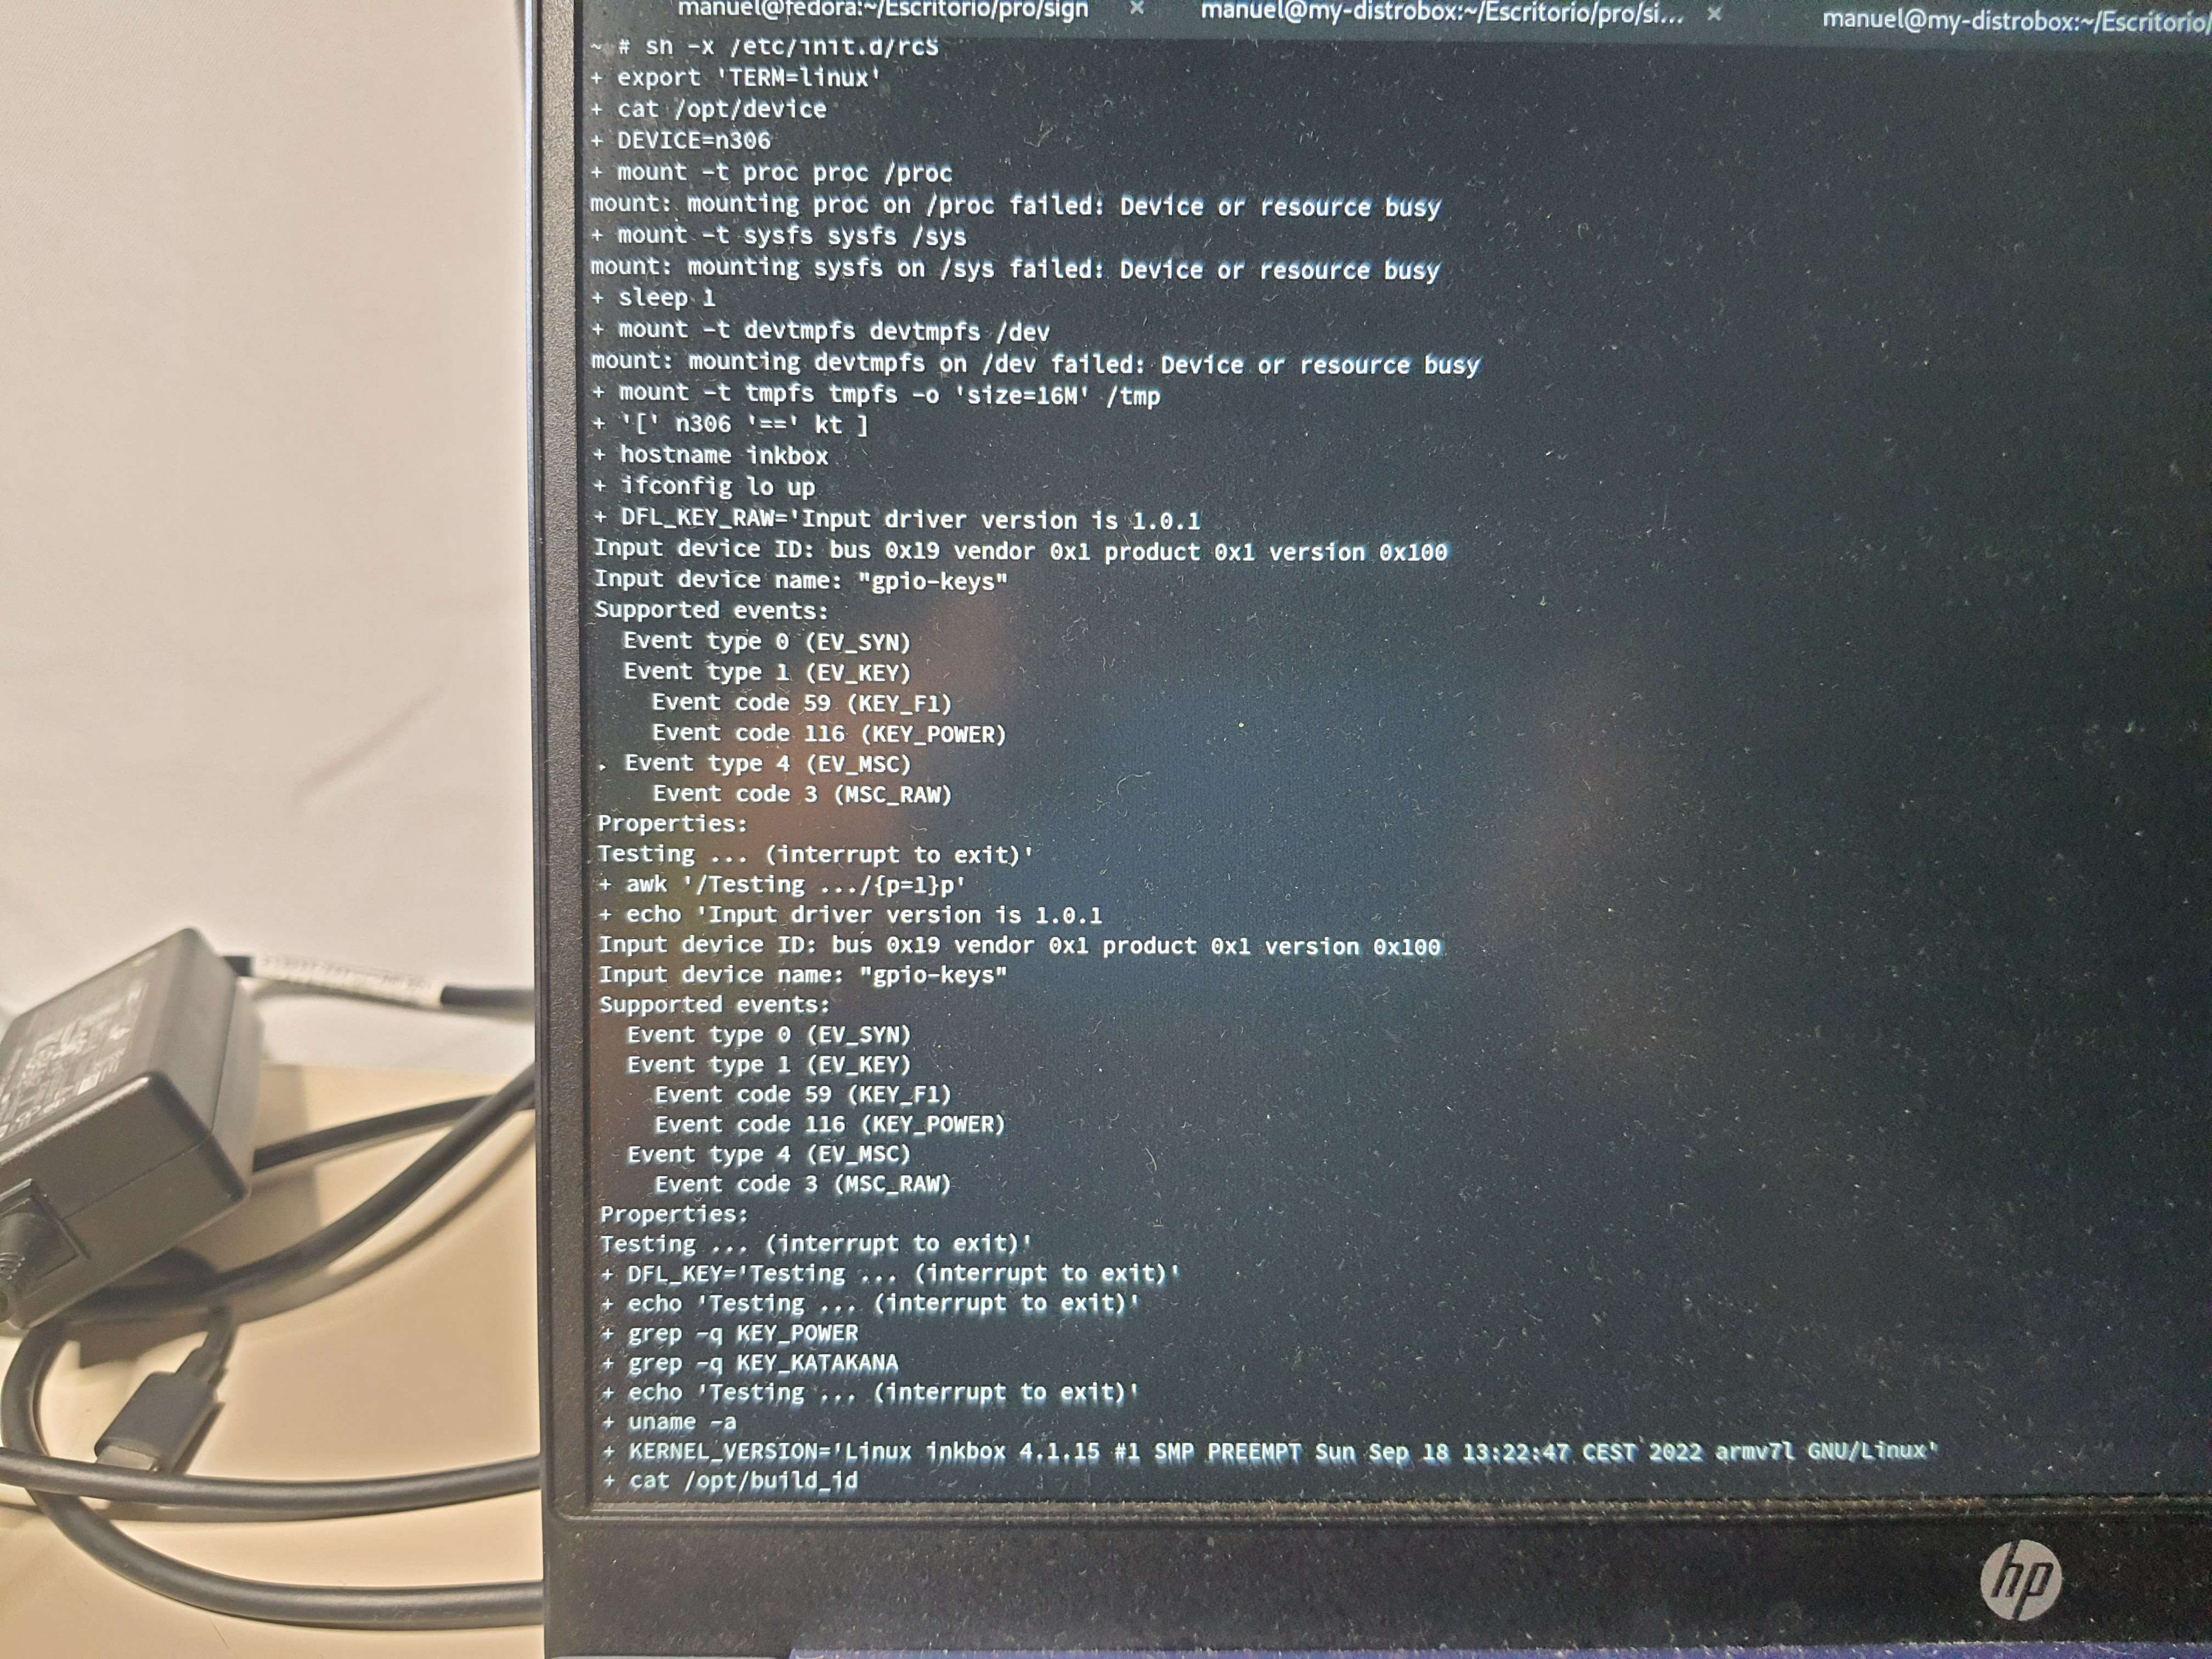 manuel@fedora:~/Escritorio/pro/sign × manuel@my-distrobox:~/Escritorio/pro/si... × manuel@my-distrobox:~/Escritorio/
~ # sh -x /etc/init.d/rcS
+ export 'TERM=linux'
+ cat /opt/device
+ DEVICE=n306
+ mount -t proc proc /proc
mount: mounting proc on /proc failed: Device or resource busy
+ mount -t sysfs sysfs /sys
mount: mounting sysfs on /sys failed: Device or resource busy
+ sleep 1
+ mount -t devtmpfs devtmpfs /dev
mount: mounting devtmpfs on /dev failed: Device or resource busy
+ mount -t tmpfs tmpfs -o 'size=16M' /tmp
+ '[' n306 '==' kt ]
+ hostname inkbox
+ ifconfig lo up
+ DFL_KEY_RAW='Input driver version is 1.0.1
Input device ID: bus 0x19 vendor 0x1 product 0x1 version 0x100
Input device name: "gpio-keys"
Supported events:
  Event type 0 (EV_SYN)
  Event type 1 (EV_KEY)
    Event code 59 (KEY_F1)
    Event code 116 (KEY_POWER)
  Event type 4 (EV_MSC)
    Event code 3 (MSC_RAW)
Properties:
Testing ... (interrupt to exit)'
+ awk '/Testing .../{p=1}p'
+ echo 'Input driver version is 1.0.1
Input device ID: bus 0x19 vendor 0x1 product 0x1 version 0x100
Input device name: "gpio-keys"
Supported events:
  Event type 0 (EV_SYN)
  Event type 1 (EV_KEY)
    Event code 59 (KEY_F1)
    Event code 116 (KEY_POWER)
  Event type 4 (EV_MSC)
    Event code 3 (MSC_RAW)
Properties:
Testing ... (interrupt to exit)'
+ DFL_KEY='Testing ... (interrupt to exit)'
+ echo 'Testing ... (interrupt to exit)'
+ grep -q KEY_POWER
+ grep -q KEY_KATAKANA
+ echo 'Testing ... (interrupt to exit)'
+ uname -a
+ KERNEL_VERSION='Linux inkbox 4.1.15 #1 SMP PREEMPT Sun Sep 18 13:22:47 CEST 2022 armv7l GNU/Linux'
+ cat /opt/build_id
hp